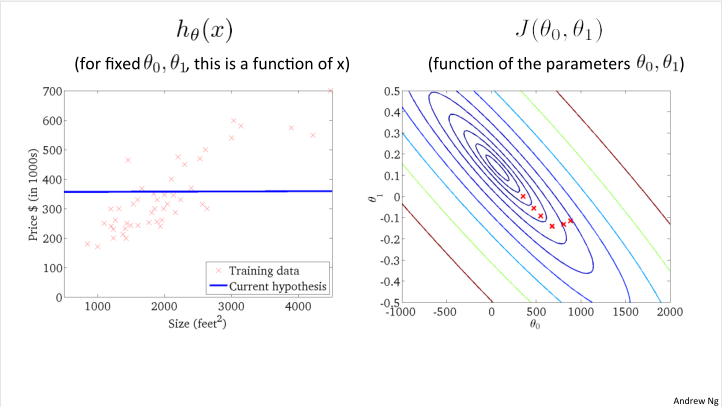 hθ(x)
(for fixed θ0, θ1, this is a function of x)
700
600
500
400
300
200
100
0
Price $ (in 1000s)
1000
2000
3000
4000
Size (feet2)
Training data
Current hypothesis
J(θ0, θ1)
(function of the parameters θ0, θ1)
0.5
0.4
0.3
0.2
0.1
0
-0.1
-0.2
-0.3
-0.4
-0.5
θ1
-1000
-500
0
500
1000
1500
2000
θ0
Andrew Ng